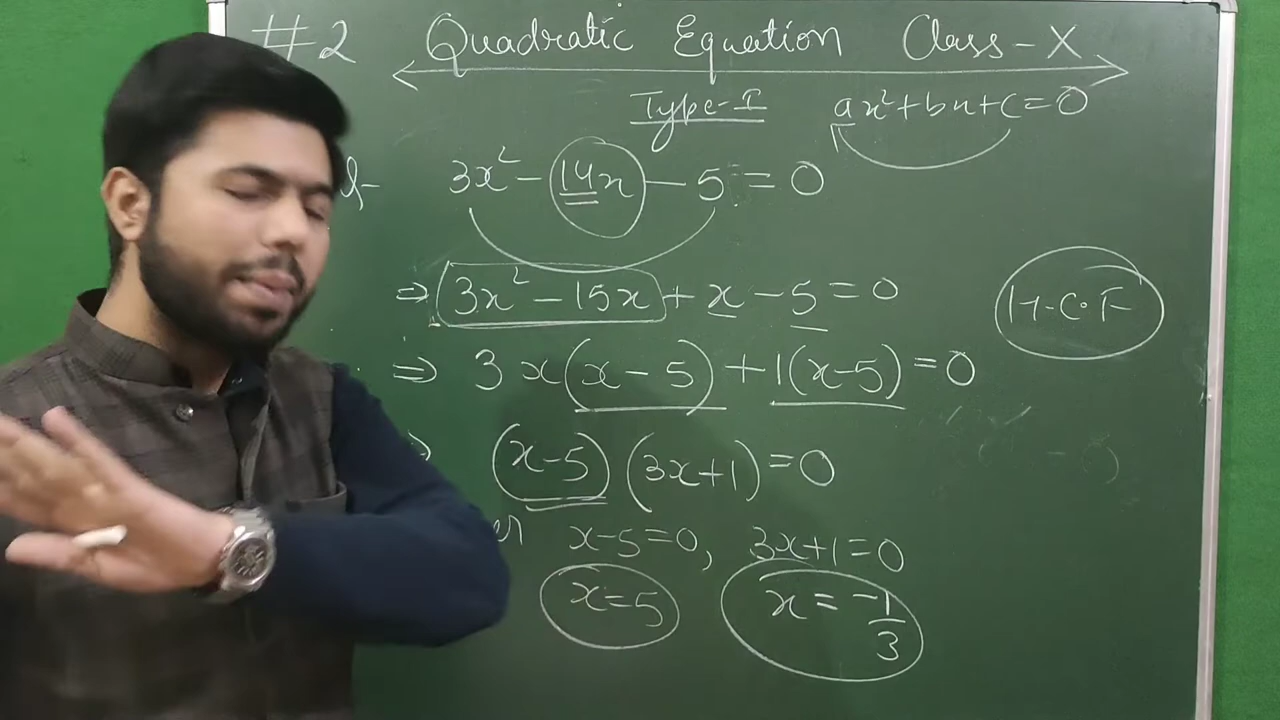 #2 Quadratic Equation Class-X
Type-I ax²+bx+c=0
3x² - 14x - 5 = 0
⇒ 3x² - 15x + x - 5 = 0
H.C.F
⇒ 3x(x - 5) + 1(x-5) = 0
(x-5) (3x+1) = 0
x-5=0, 3x+1=0
x=5 x = -1/3